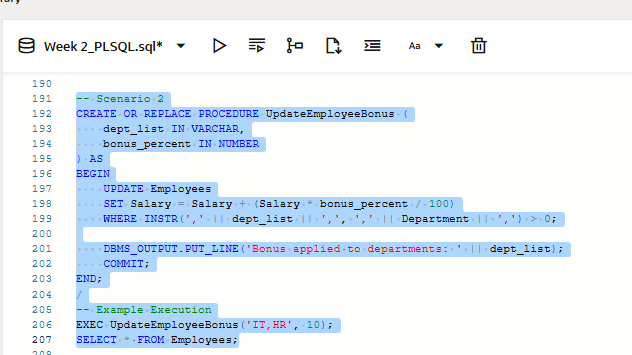 Week 2_PLSQL.sql*
Aa
190
191 -- Scenario 2
192 CREATE OR REPLACE PROCEDURE UpdateEmployeeBonus (
193 dept_list IN VARCHAR,
194 bonus_percent IN NUMBER
195 ) AS
196 BEGIN
197 UPDATE Employees
198 SET Salary = Salary + (Salary * bonus_percent / 100)
199 WHERE INSTR(',' || dept_list || ',', ',' || Department || ',') > 0;
200
201 DBMS_OUTPUT.PUT_LINE('Bonus applied to departments: ' || dept_list);
202 COMMIT;
203 END;
204 /
205 -- Example Execution
206 EXEC UpdateEmployeeBonus('IT,HR', 10);
207 SELECT * FROM Employees;
208